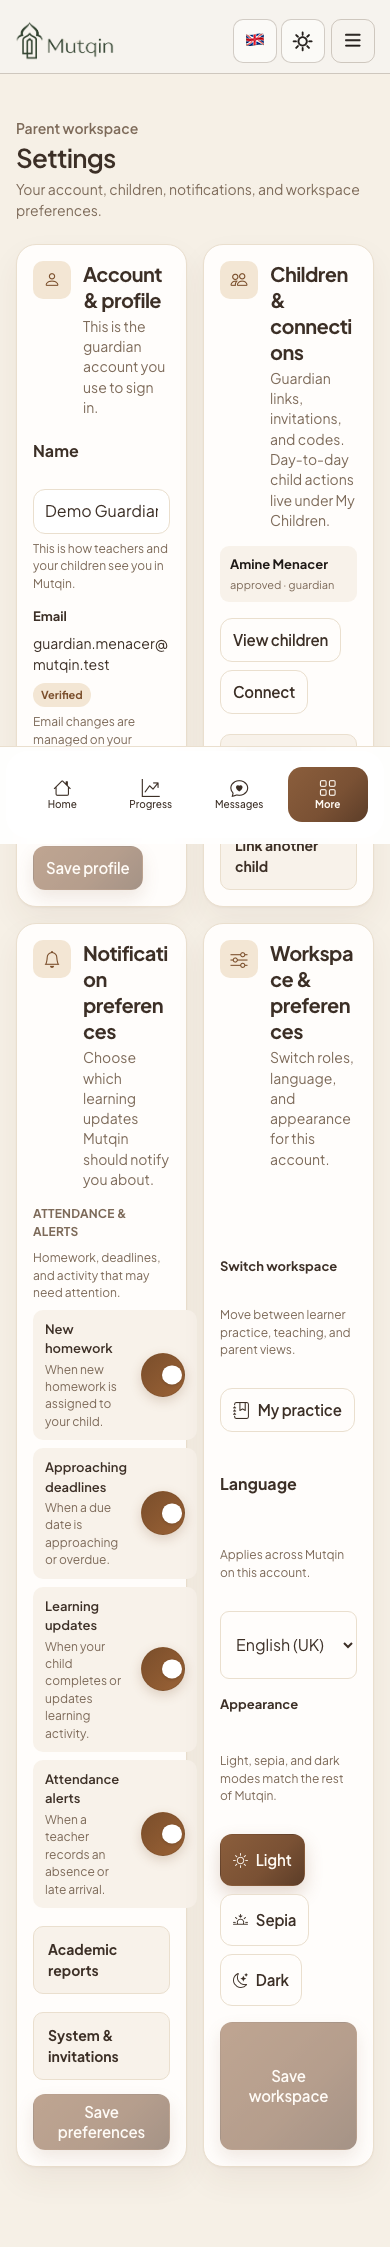 Mutqin
Parent workspace
Settings
Your account, children, notifications, and workspace
preferences.
Account
& profile
This is the
guardian
account you
use to sign
in.
Name
Demo Guardian
This is how teachers and
your children see you in
Mutqin.
Email
guardian.menacer@
mutqin.test
Verified
Email changes are
managed on your
Save profile
Children
&
connecti
ons
Guardian
links,
invitations,
and codes.
Day-to-day
child actions
live under My
Children.
Amine Menacer
approved · guardian
View children
Connect
Link another
child
Home
Progress
Messages
More
Notificati
on
preferen
ces
Choose
which
learning
updates
Mutqin
should notify
you about.
ATTENDANCE &
ALERTS
Homework, deadlines,
and activity that may
need attention.
New
homework
When new
homework is
assigned to
your child.
Approaching
deadlines
When a due
date is
approaching
or overdue.
Learning
updates
When your
child
completes or
updates
learning
activity.
Attendance
alerts
When a
teacher
records an
absence or
late arrival.
Academic
reports
System &
invitations
Save
preferences
Workspa
ce &
preferen
ces
Switch roles,
language,
and
appearance
for this
account.
Switch workspace
Move between learner
practice, teaching, and
parent views.
My practice
Language
Applies across Mutqin
on this account.
English (UK)
Appearance
Light, sepia, and dark
modes match the rest
of Mutqin.
Light
Sepia
Dark
Save
workspace